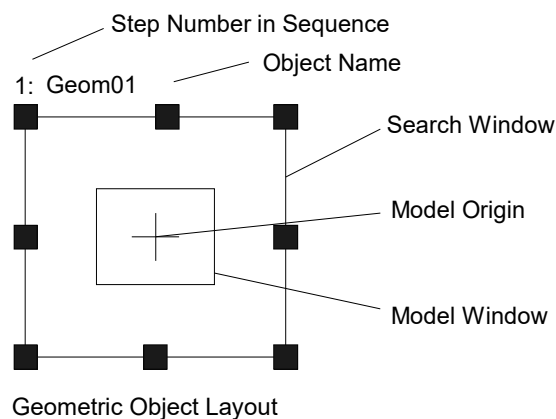 Step Number in Sequence
Object Name
1: Geom01
Search Window
Model Origin
Model Window
Geometric Object Layout